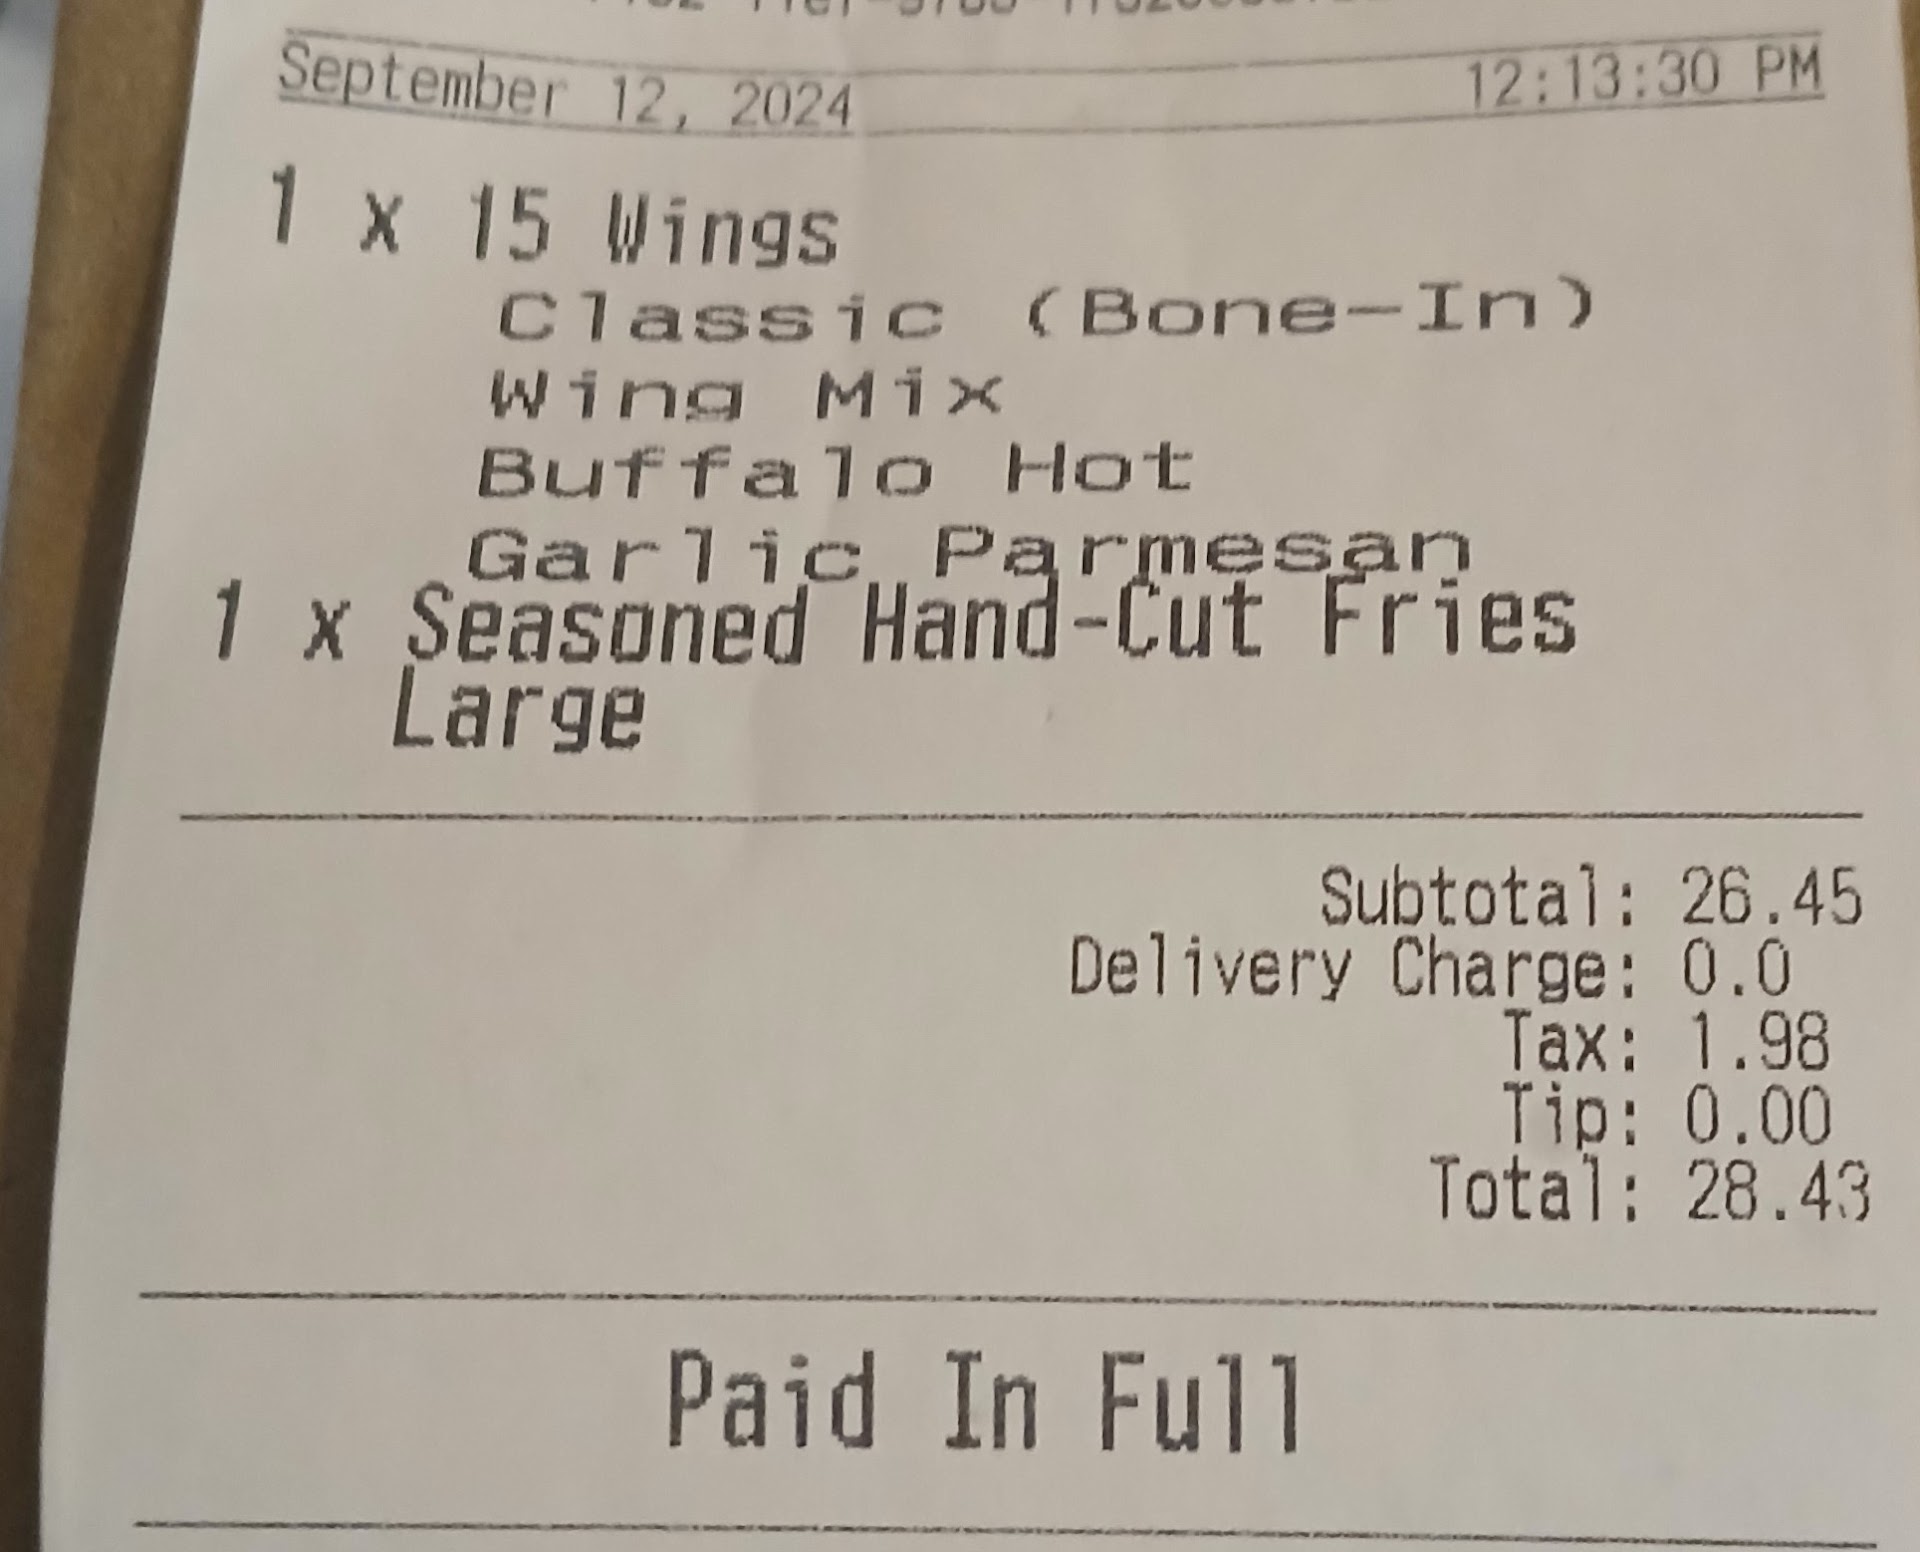 September 12, 2024 12:13:30 PM
1 x 15 Wings
Classic (Bone-In)
Wing Mix
Buffalo Hot
Garlic Parmesan
1 x Seasoned Hand-Cut Fries
Large
Subtotal: 26.45
Delivery Charge: 0.0
Tax: 1.98
Tip: 0.00
Total: 28.43
Paid In Full